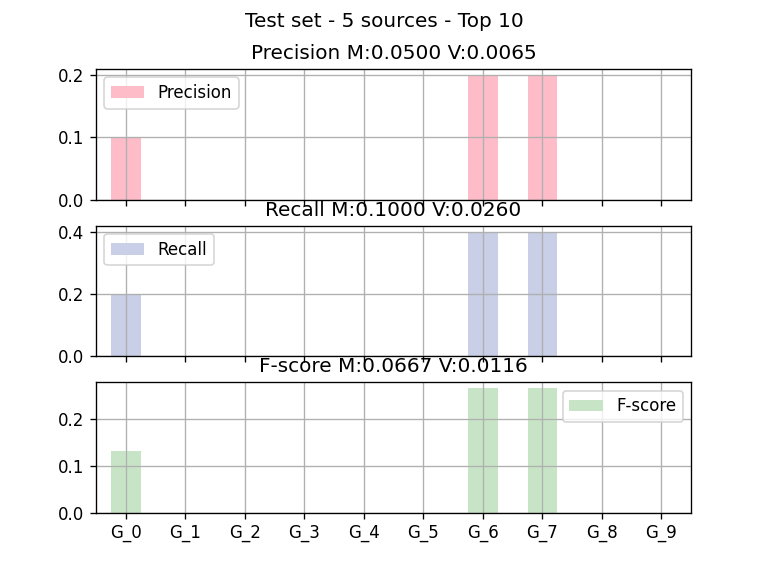 Test set - 5 sources - Top 10
Precision M:0.0500 V:0.0065
0.2
Precision
0.1
0.0
Recall M:0.1000 V:0.0260
0.4
Recall
0.2
0.0
F-score M:0.0667 V:0.0116
F-score
0.2
0.1
0.0
G_0 G_1 G_2 G_3 G_4 G_5 G_6 G_7 G_8 G_9